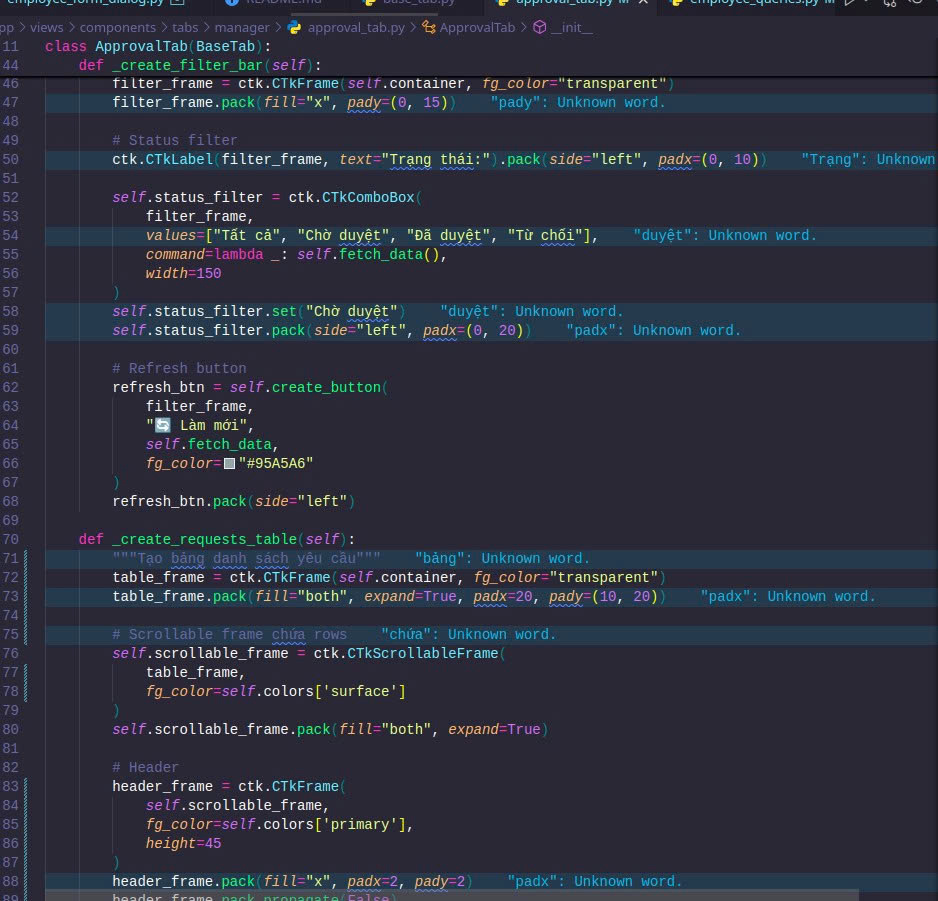 employee_form_dialog.py README.md base_tab.py approval_tab.py M employee_queries.py M
pp > views > components > tabs > manager > approval_tab.py > ApprovalTab > __init__
11 class ApprovalTab(BaseTab):
44 def _create_filter_bar(self):
46 filter_frame = ctk.CTkFrame(self.container, fg_color="transparent")
47 filter_frame.pack(fill="x", pady=(0, 15)) "pady": Unknown word.
48
49 # Status filter
50 ctk.CTkLabel(filter_frame, text="Trạng thái:").pack(side="left", padx=(0, 10)) "Trạng": Unknown
51
52 self.status_filter = ctk.CTkComboBox(
53 filter_frame,
54 values=["Tất cả", "Chờ duyệt", "Đã duyệt", "Từ chối"], "duyệt": Unknown word.
55 command=lambda _: self.fetch_data(),
56 width=150
57 )
58 self.status_filter.set("Chờ duyệt") "duyệt": Unknown word.
59 self.status_filter.pack(side="left", padx=(0, 20)) "padx": Unknown word.
60
61 # Refresh button
62 refresh_btn = self.create_button(
63 filter_frame,
64 "🔄 Làm mới",
65 self.fetch_data,
66 fg_color="#95A5A6"
67 )
68 refresh_btn.pack(side="left")
69
70 def _create_requests_table(self):
71 """Tạo bảng danh sách yêu cầu""" "bảng": Unknown word.
72 table_frame = ctk.CTkFrame(self.container, fg_color="transparent")
73 table_frame.pack(fill="both", expand=True, padx=20, pady=(10, 20)) "padx": Unknown word.
74
75 # Scrollable frame chứa rows "chứa": Unknown word.
76 self.scrollable_frame = ctk.CTkScrollableFrame(
77 table_frame,
78 fg_color=self.colors['surface']
79 )
80 self.scrollable_frame.pack(fill="both", expand=True)
81
82 # Header
83 header_frame = ctk.CTkFrame(
84 self.scrollable_frame,
85 fg_color=self.colors['primary'],
86 height=45
87 )
88 header_frame.pack(fill="x", padx=2, pady=2) "padx": Unknown word.
89 header_frame.pack_propagate(False)